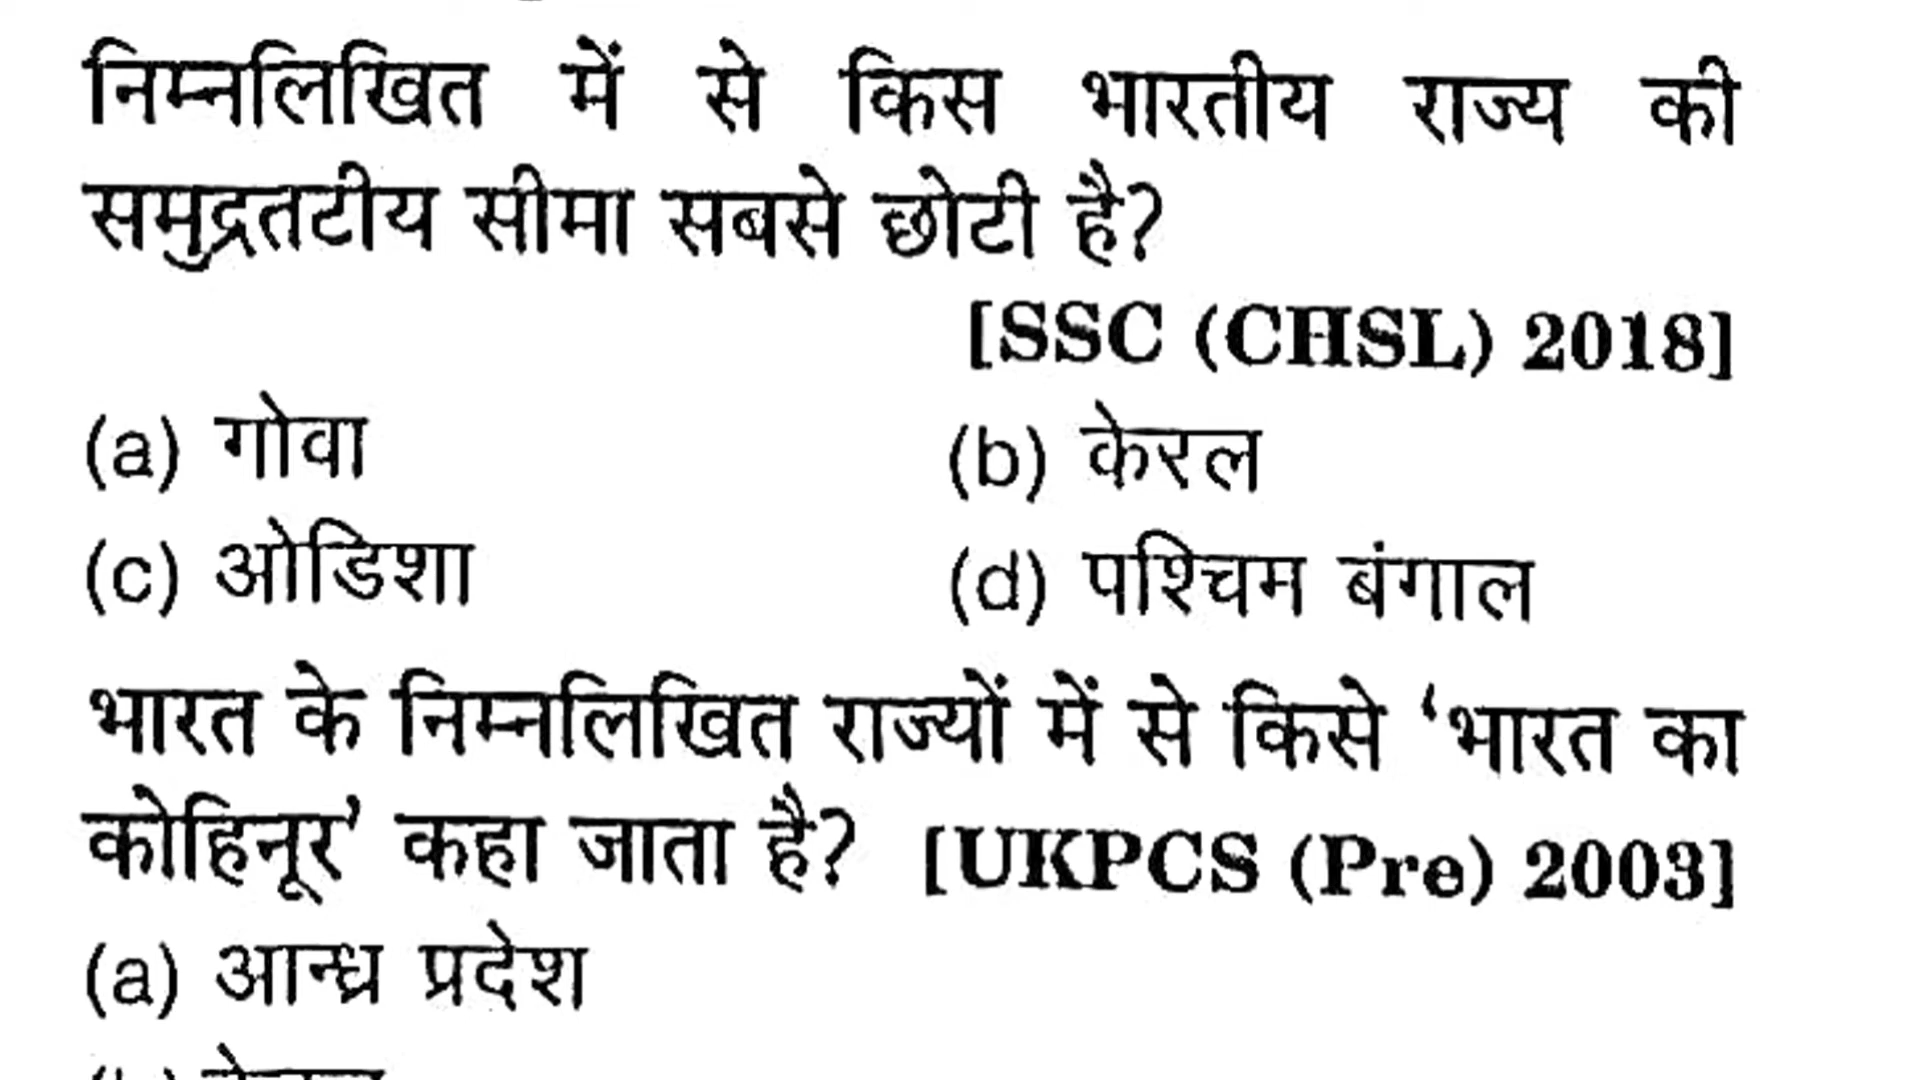 निम्नलिखित में से किस भारतीय राज्य की
समुद्रतटीय सीमा सबसे छोटी है?
[SSC (CHSL) 2018]
(a) गोवा (b) केरल
(c) ओडिशा (d) पश्चिम बंगाल
भारत के निम्नलिखित राज्यों में से किसे ‘भारत का
कोहिनूर’ कहा जाता है? [UKPCS (Pre) 2003]
(a) आन्ध्र प्रदेश